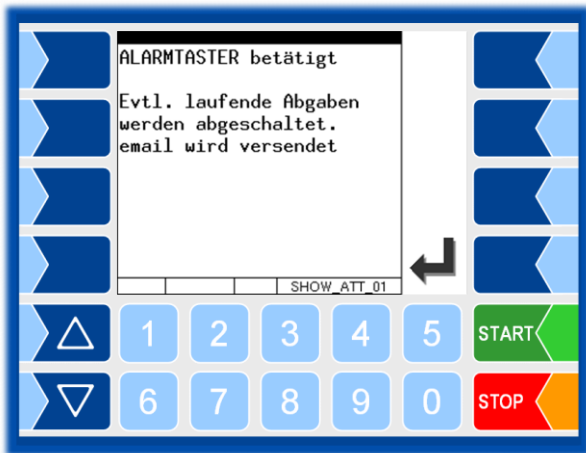 ALARMTASTER betätigt
Evtl. laufende Abgaben
werden abgeschaltet.
email wird versendet
SHOW_ATT_01
1 2 3 4 5 START
6 7 8 9 0 STOP